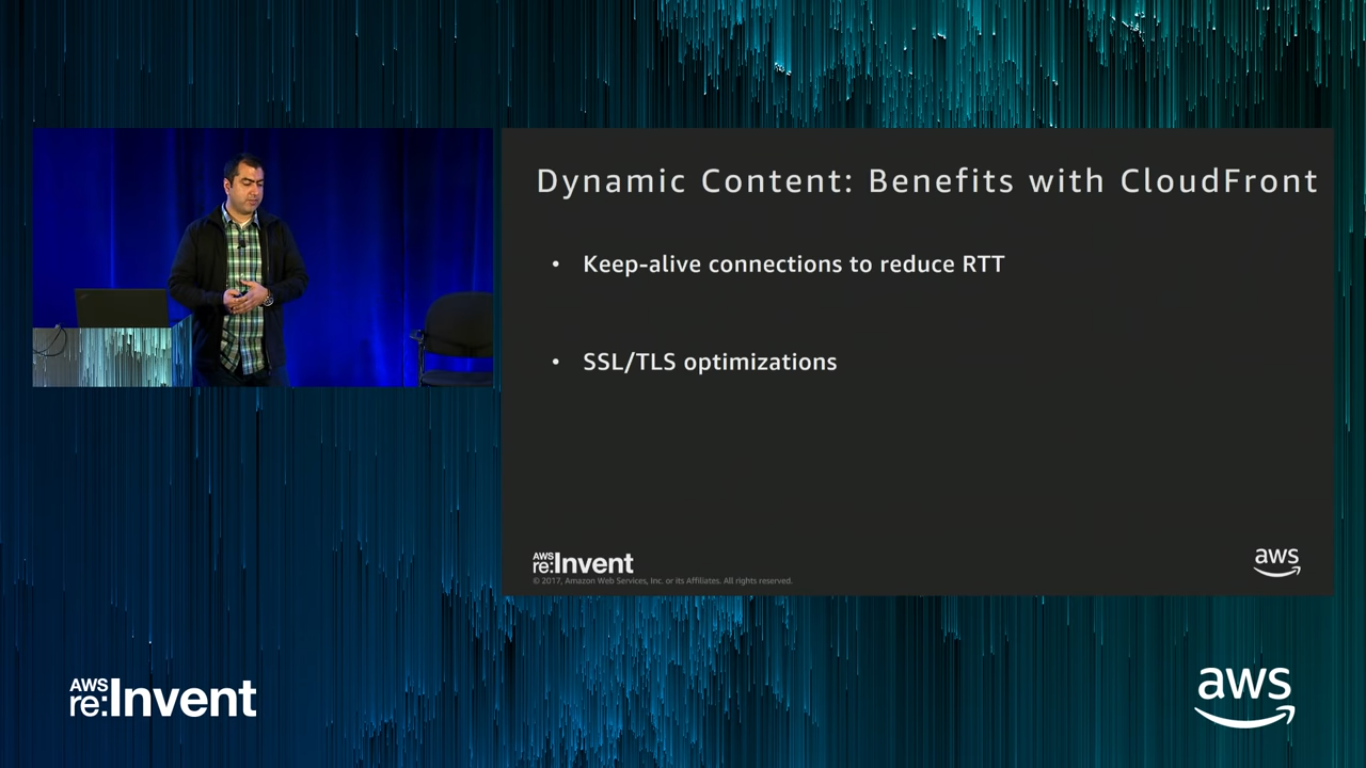 Dynamic Content: Benefits with CloudFront
• Keep-alive connections to reduce RTT
• SSL/TLS optimizations
AWS
re:Invent
© 2017, Amazon Web Services, Inc. or its Affiliates. All rights reserved.
aws
AWS
re:Invent
aws